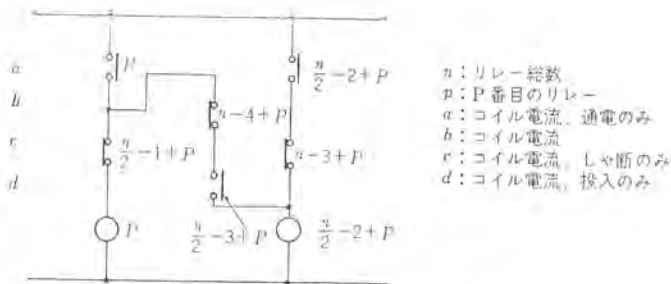 a
b
c
d
P
n/2-2+P
n-4+P
n/2-1+P
n-3+P
P
n/2-3+P
n/2-2+P
n：リレー総数
p：P番目のリレー
a：コイル電流、通電のみ
b：コイル電流
c：コイル電流、しゃ断のみ
d：コイル電流、投入のみ